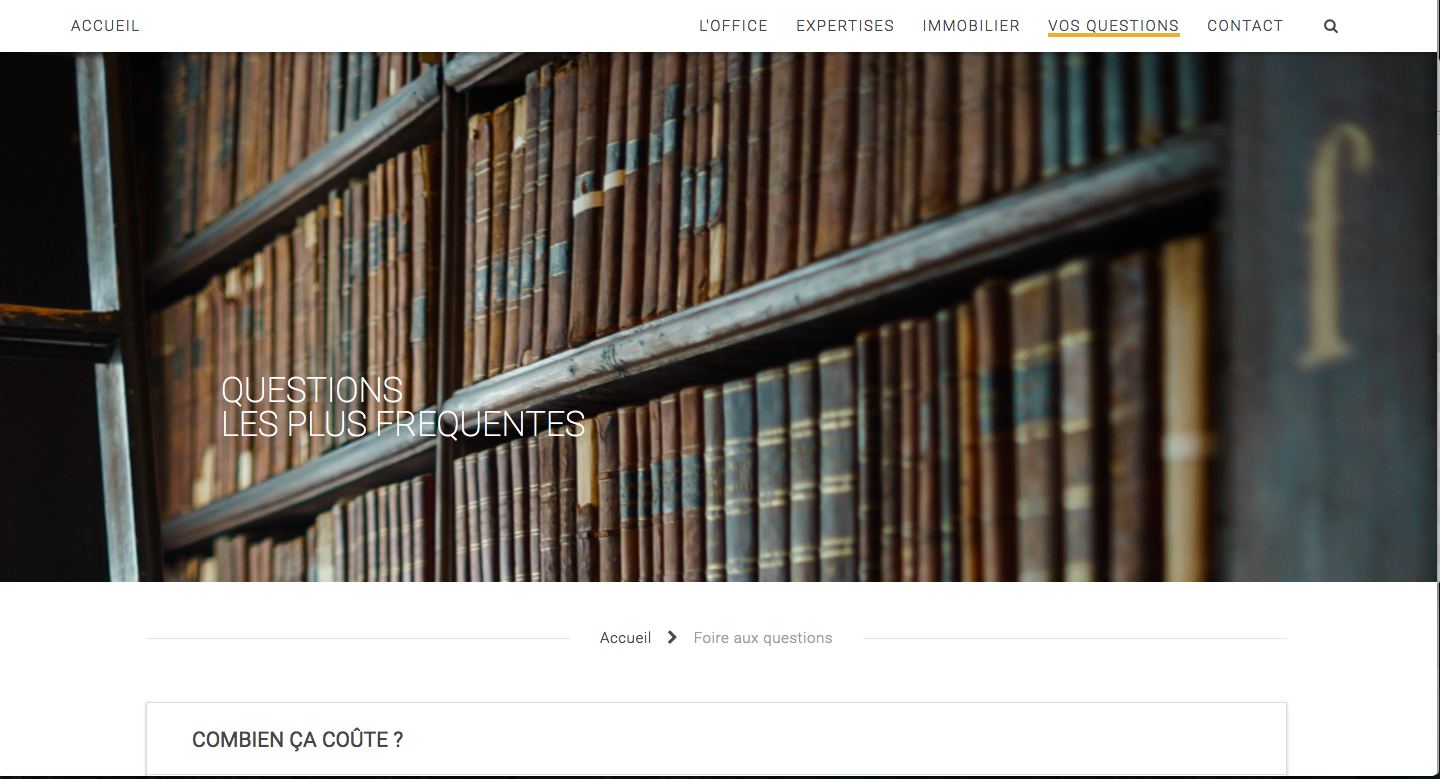 ACCUEIL L'OFFICE EXPERTISES IMMOBILIER VOS QUESTIONS CONTACT
f
QUESTIONS
LES PLUS FREQUENTES
Accueil Foire aux questions
COMBIEN ÇA COÛTE ?